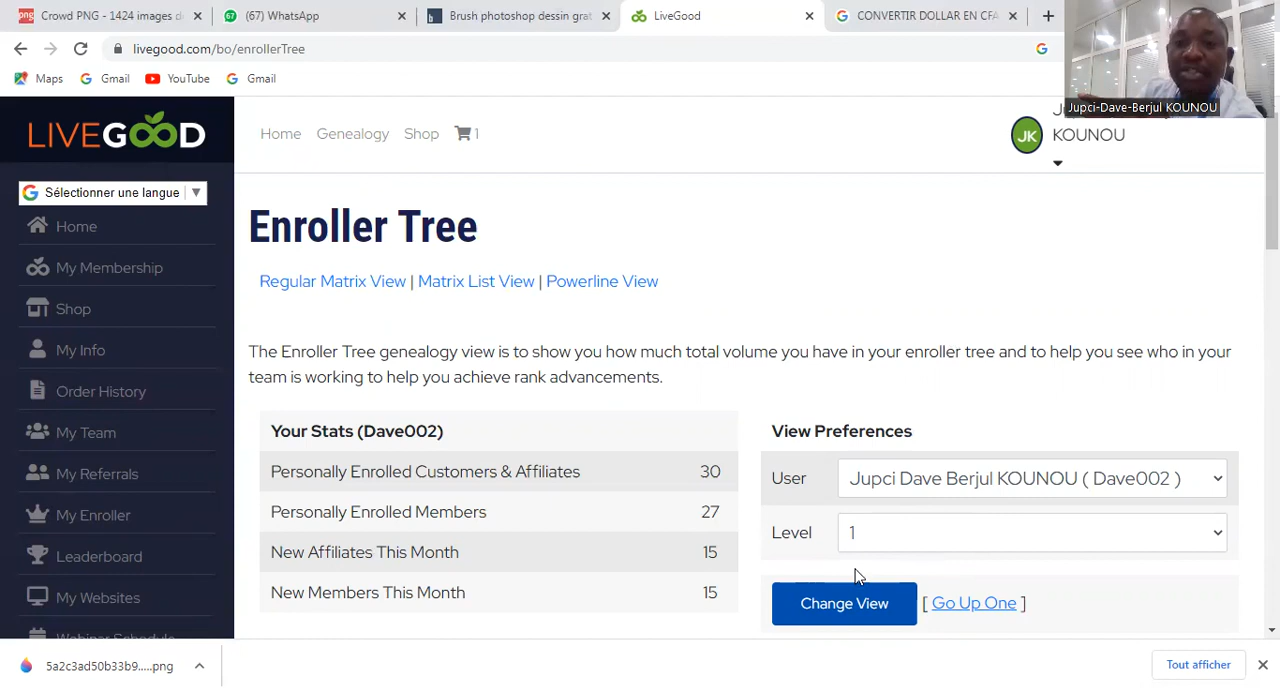 Crowd PNG - 1424 images d
(67) WhatsApp
Brush photoshop dessin grat
LiveGood
CONVERTIR DOLLAR EN CFA
livegood.com/bo/enrollerTree
Maps
Gmail
YouTube
Gmail
Jupci-Dave-Berjul KOUNOU
LIVEGOOD
Home
Genealogy
Shop
1
JK
KOUNOU
Sélectionner une langue
Home
My Membership
Shop
My Info
Order History
My Team
My Referrals
My Enroller
Leaderboard
My Websites
Webinar Schedule
Enroller Tree
Regular Matrix View | Matrix List View | Powerline View
The Enroller Tree genealogy view is to show you how much total volume you have in your enroller tree and to help you see who in your
team is working to help you achieve rank advancements.
Your Stats (Dave002)
Personally Enrolled Customers & Affiliates 30
Personally Enrolled Members 27
New Affiliates This Month 15
New Members This Month 15
View Preferences
User Jupci Dave Berjul KOUNOU ( Dave002 )
Level 1
Change View [ Go Up One ]
5a2c3ad50b33b9.....png
Tout afficher